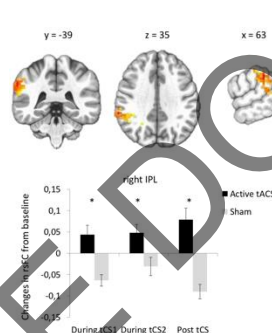 y = -39 z = 35 x = 63
right IPL
Changes in rsEC from baseline
0,15
0,1
0,05
0
-0,05
-0,1
-0,15
* * *
Active tACS
Sham
During tCS1 During tCS2 Post tCS